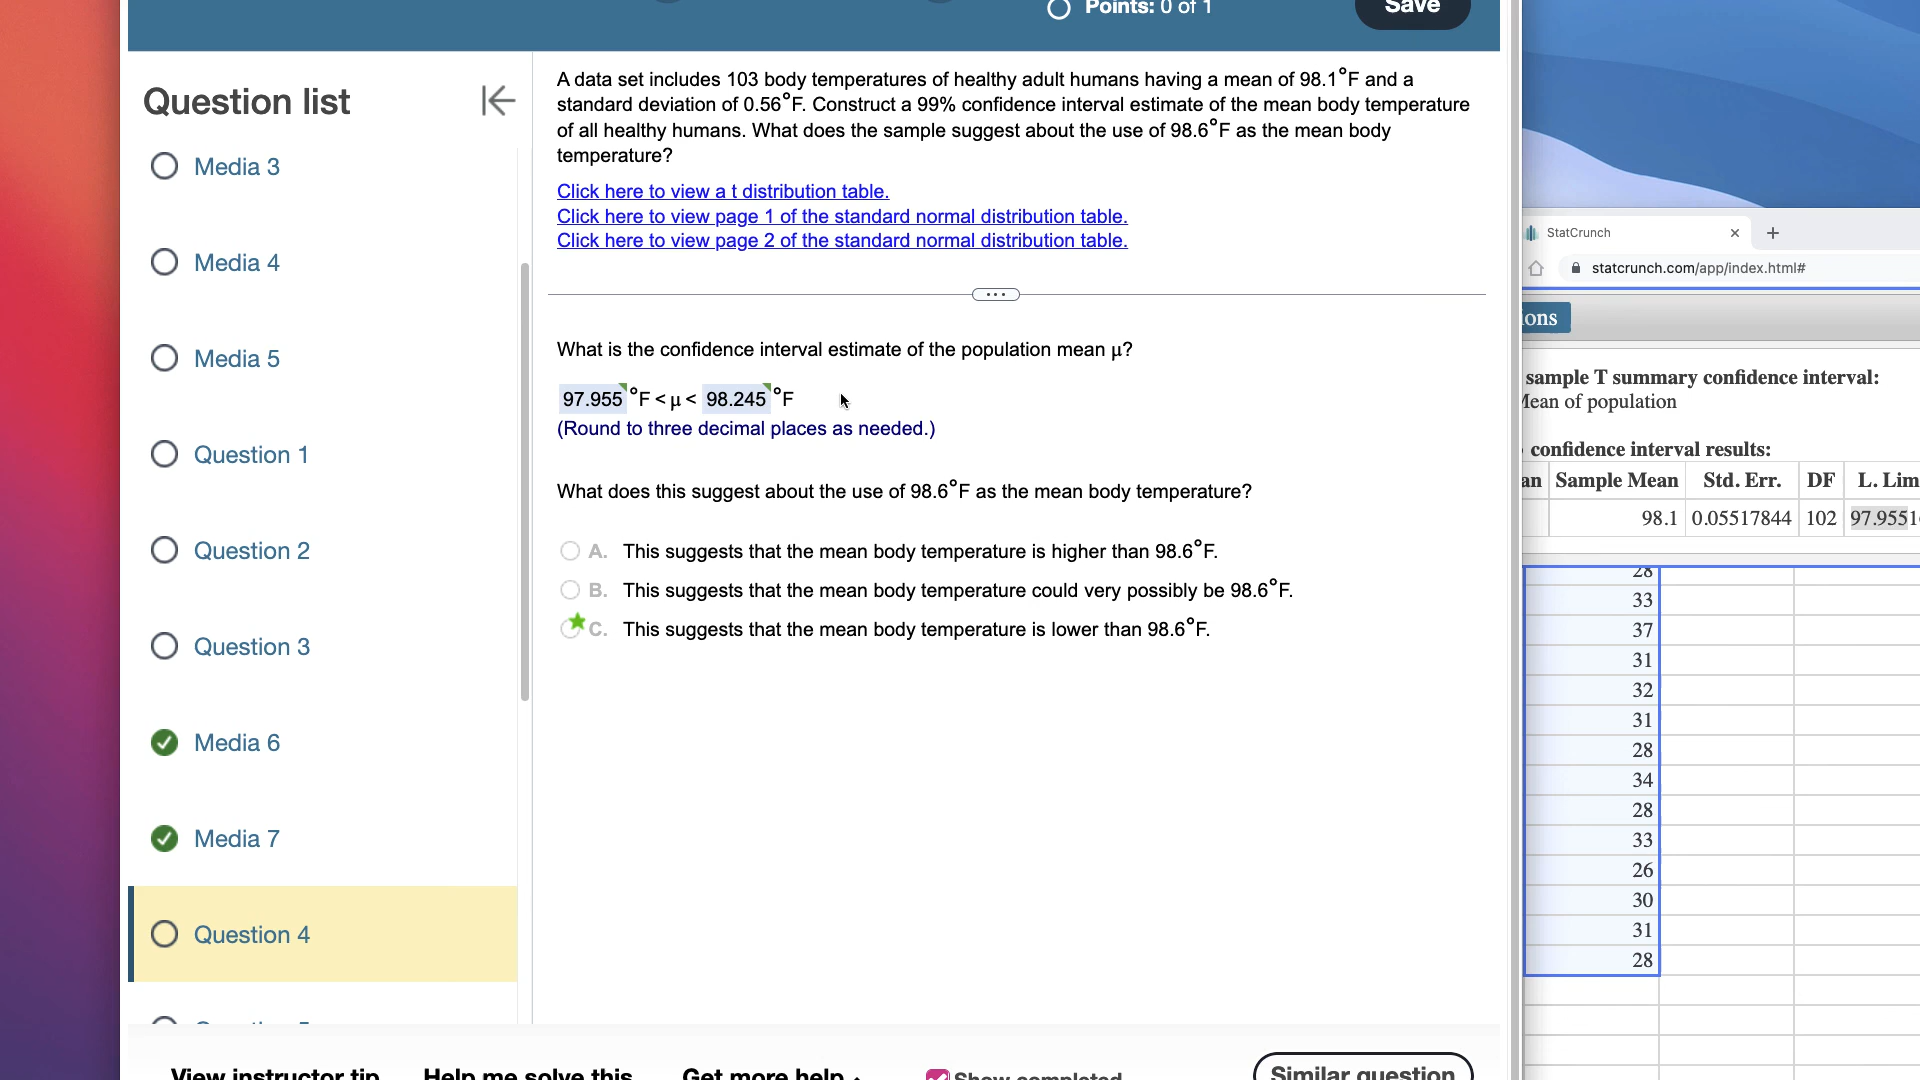 Points: 0 of 1
Save
Question list
Media 3
Media 4
Media 5
Question 1
Question 2
Question 3
Media 6
Media 7
Question 4
A data set includes 103 body temperatures of healthy adult humans having a mean of 98.1°F and a
standard deviation of 0.56°F. Construct a 99% confidence interval estimate of the mean body temperature
of all healthy humans. What does the sample suggest about the use of 98.6°F as the mean body
temperature?
Click here to view a t distribution table.
Click here to view page 1 of the standard normal distribution table.
Click here to view page 2 of the standard normal distribution table.
What is the confidence interval estimate of the population mean μ?
97.955 °F < μ < 98.245 °F
(Round to three decimal places as needed.)
What does this suggest about the use of 98.6°F as the mean body temperature?
A. This suggests that the mean body temperature is higher than 98.6°F.
B. This suggests that the mean body temperature could very possibly be 98.6°F.
C. This suggests that the mean body temperature is lower than 98.6°F.
View instructor tip
Help me solve this
Get more help
Show completed
Similar question
StatCrunch
statcrunch.com/app/index.html#
ions
sample T summary confidence interval:
Mean of population
confidence interval results:
an Sample Mean Std. Err. DF L. Lim
98.1 0.05517844 102 97.9551
28
33
37
31
32
31
28
34
28
33
26
30
31
28